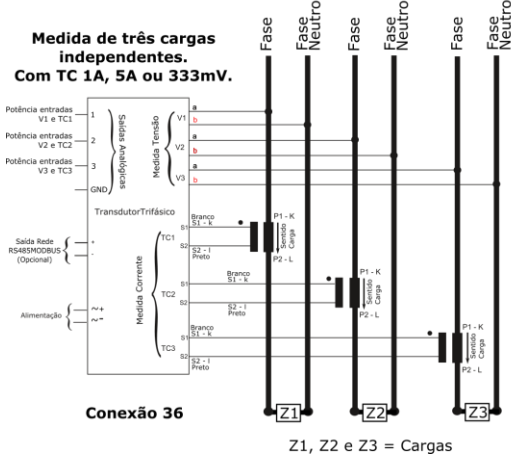 Medida de três cargas
independentes.
Com TC 1A, 5A ou 333mV.
Fase
Fase
Neutro
Fase
Fase
Neutro
Fase
Fase
Neutro
Potência entradas
V1 e TC1
1
Potência entradas
V2 e TC2
2
Potência entradas
V3 e TC3
3
GND
Saídas Analógicas
Medida Tensão
V1
a
b
V2
a
b
V3
a
b
TransdutorTrifásico
Saída Rede
RS485MODBUS
(Opcional)
+
-
Alimentação
~+
~-
Medida Corrente
TC1
S1
S2
Branco
S1 - k
S2 - l
Preto
P1 - K
Sentido
Carga
P2 - L
TC2
Branco
S1 - k
S2 - l
Preto
P1 - K
Sentido
Carga
P2 - L
TC3
S1
S2
Branco
S1 - k
S2 - l
Preto
P1 - K
Sentido
Carga
P2 - L
Conexão 36
Z1
Z2
Z3
Z1, Z2 e Z3 = Cargas